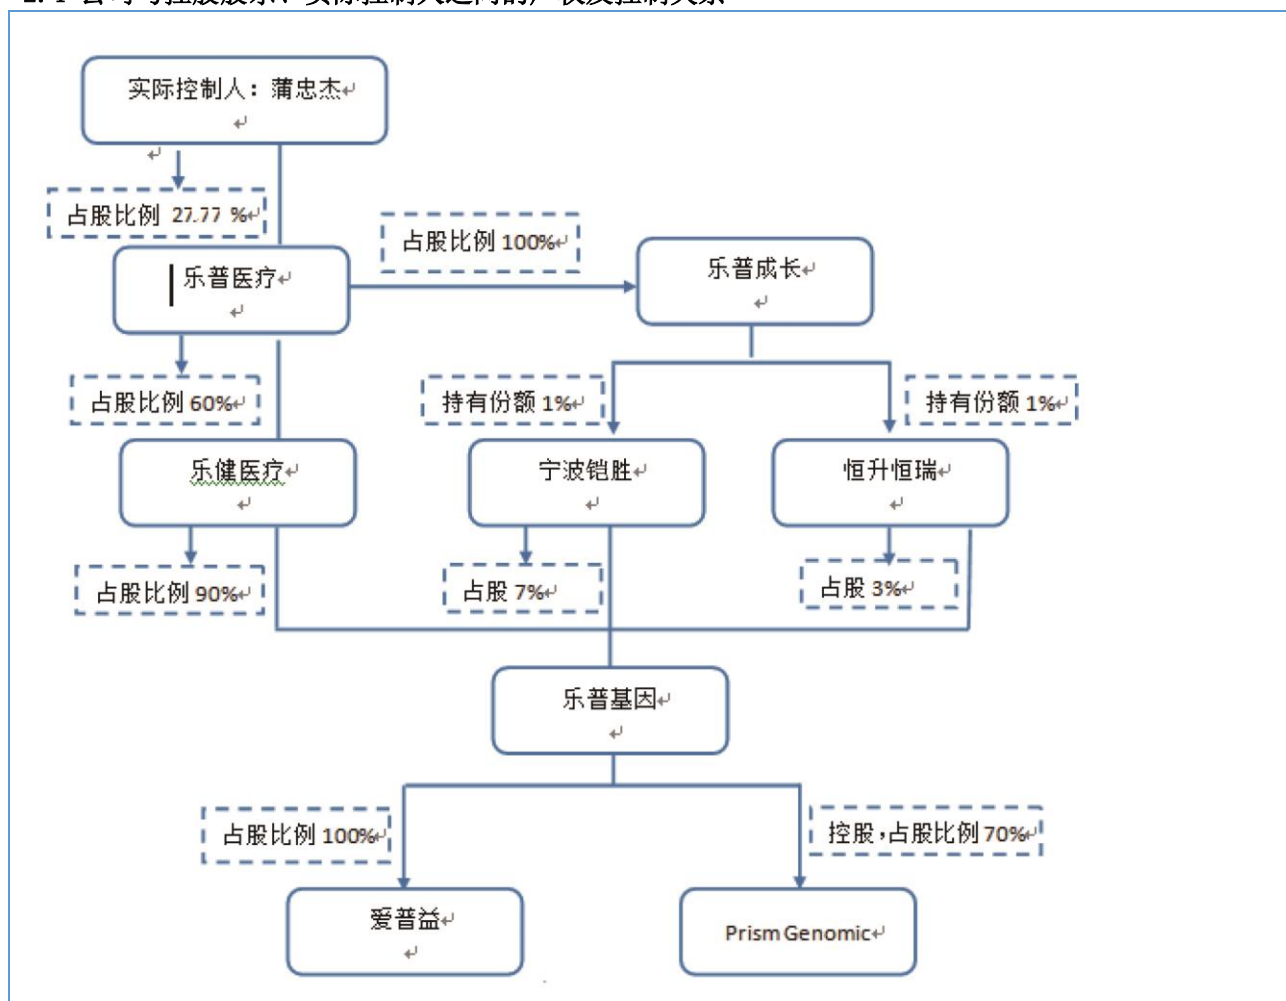 实际控制人：蒲忠杰
占股比例 27.77 %
占股比例 100%
乐普医疗
乐普成长
占股比例 60%
持有份额 1%
持有份额 1%
乐健医疗
宁波铠胜
恒升恒瑞
占股比例 90%
占股 7%
占股 3%
乐普基因
占股比例 100%
控股，占股比例 70%
爱普益
Prism Genomic